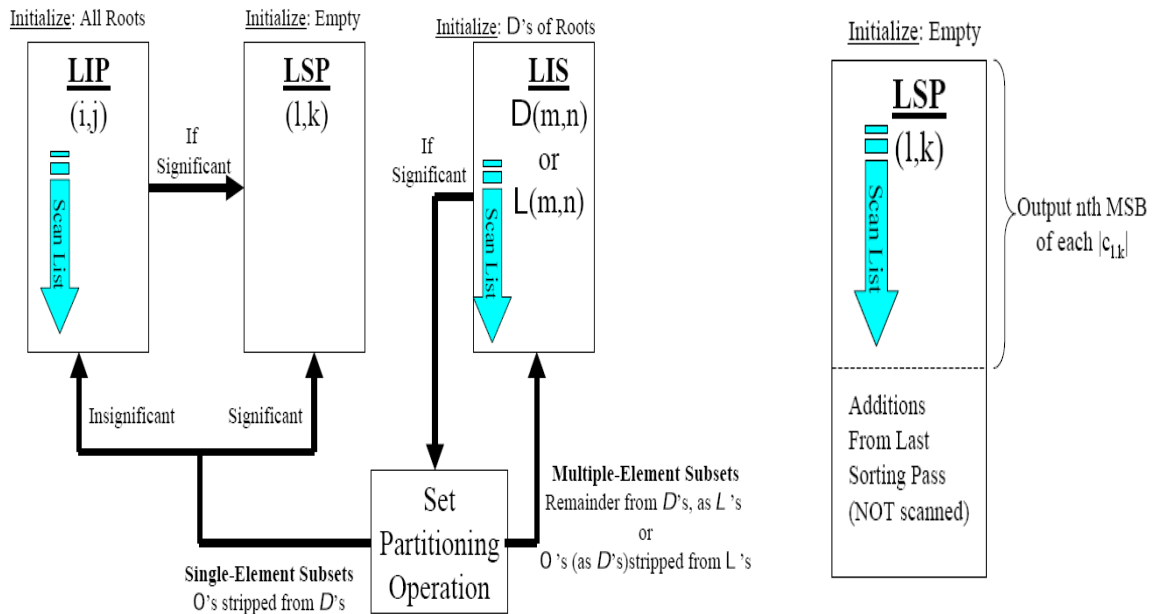 Initialize: All Roots
LIP
(i,j)
Scan List
If
Significant
Initialize: Empty
LSP
(l,k)
Initialize: D's of Roots
LIS
D(m,n)
or
L(m,n)
Scan List
If
Significant
Insignificant
Significant
Set
Partitioning
Operation
Single-Element Subsets
O's stripped from D's
Multiple-Element Subsets
Remainder from D's, as L 's
or
O 's (as D's)stripped from L 's
Initialize: Empty
LSP
(l,k)
Scan List
Output nth MSB
of each |c_{l,k}|
Additions
From Last
Sorting Pass
(NOT scanned)